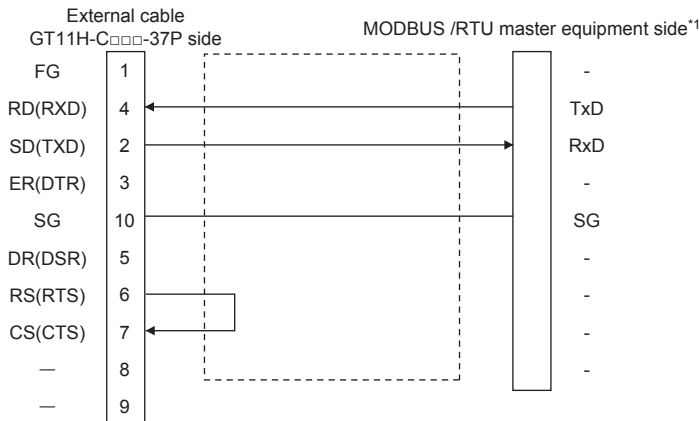 External cable
GT11H-C□□□-37P side
MODBUS /RTU master equipment side*1
FG 1 -
RD(RXD) 4 TxD
SD(TXD) 2 RxD
ER(DTR) 3 -
SG 10 SG
DR(DSR) 5 -
RS(RTS) 6 -
CS(CTS) 7 -
— 8 -
— 9